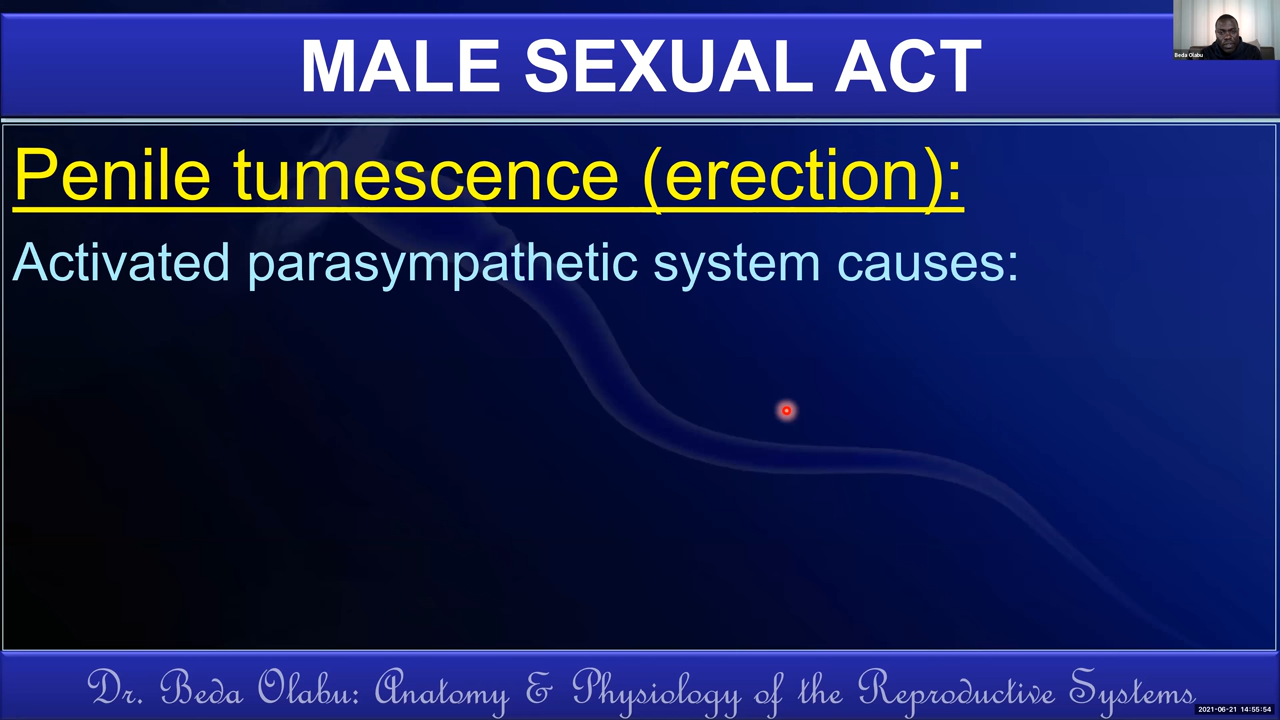 MALE SEXUAL ACT
Beda Olabu
Penile tumescence (erection):
Activated parasympathetic system causes:
Dr. Beda Olabu: Anatomy & Physiology of the Reproductive Systems
2021-06-21 14:55:54